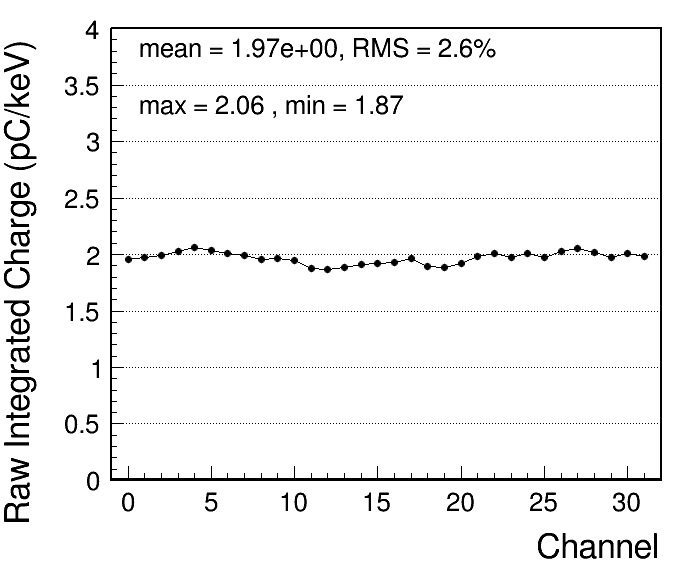 mean = 1.97e+00, RMS = 2.6%
max = 2.06 , min = 1.87
Raw Integrated Charge (pC/keV)
4
3.5
3
2.5
2
1.5
1
0.5
0
0 5 10 15 20 25 30
Channel